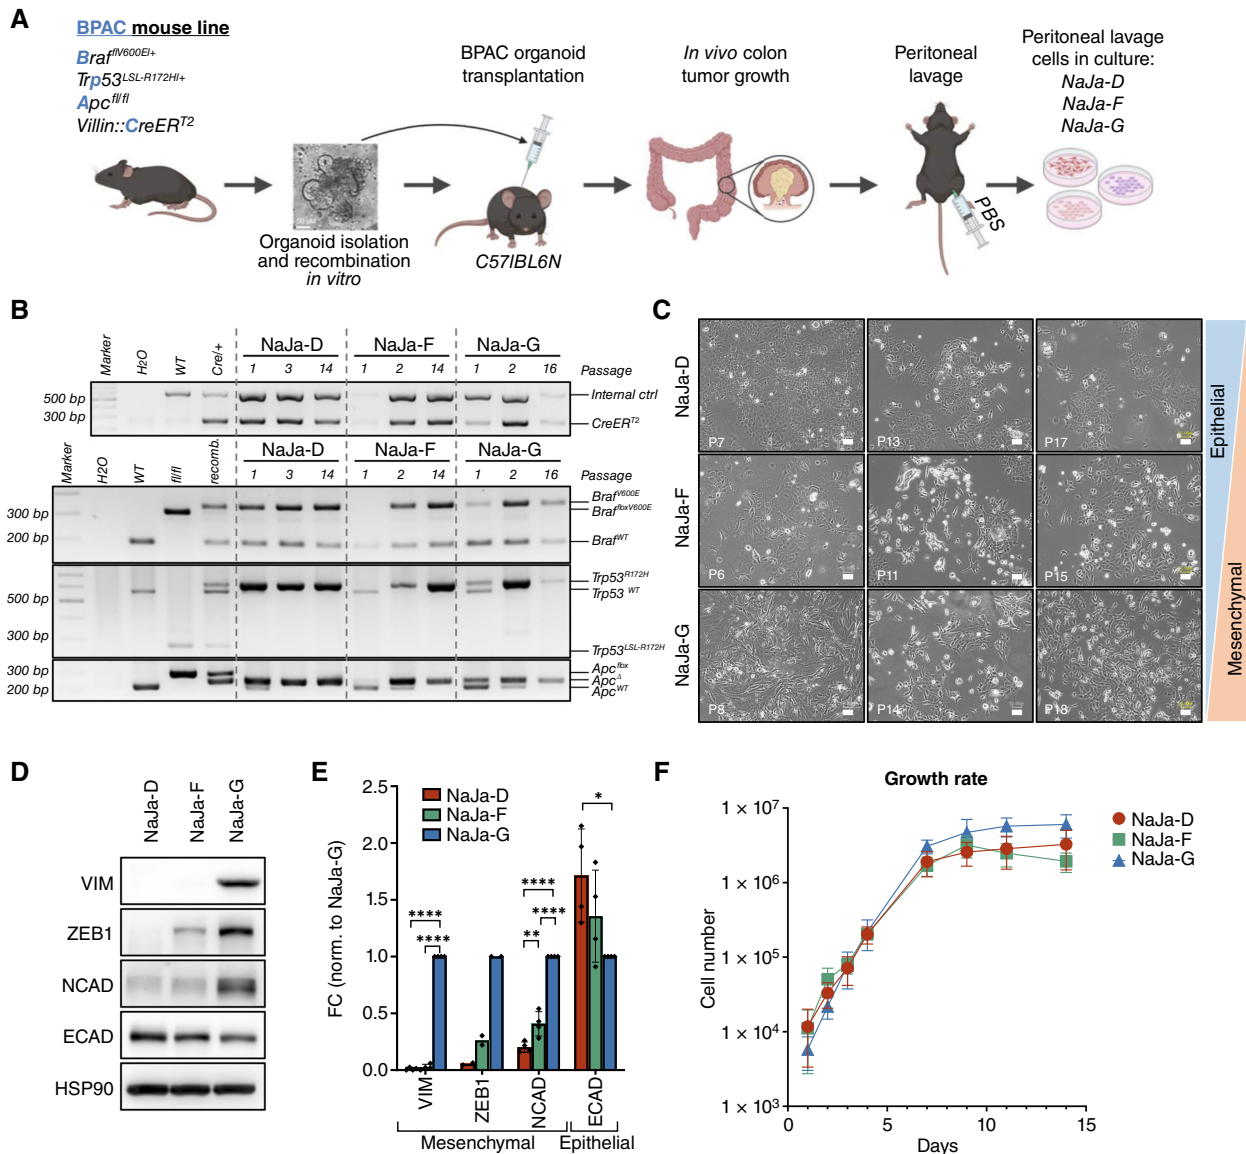 A
BPAC mouse line
Braf flV600E/+
Trp53 LSL-R172H/+
Apc fl/fl
Villin::CreER T2
Organoid isolation
and recombination
in vitro
BPAC organoid
transplantation
C57/BL6N
In vivo colon
tumor growth
Peritoneal
lavage
PBS
Peritoneal lavage
cells in culture:
NaJa-D
NaJa-F
NaJa-G
B
Marker
H2O
WT
Cre/+
NaJa-D
NaJa-F
NaJa-G
1 3 14 1 2 14 1 2 16 Passage
500 bp
300 bp
Internal ctrl
CreER T2
Marker
H2O
WT
fl/fl
recomb.
NaJa-D
NaJa-F
NaJa-G
1 3 14 1 2 14 1 2 16 Passage
300 bp
200 bp
Braf V600E
Braf floxV600E
Braf WT
500 bp
300 bp
Trp53 R172H
Trp53 WT
Trp53 LSL-R172H
300 bp
200 bp
Apc flox
Apc Δ
Apc WT
C
NaJa-D
P7
P13
P17
NaJa-F
P6
P11
P15
NaJa-G
P8
P14
P18
Epithelial
Mesenchymal
D
NaJa-D
NaJa-F
NaJa-G
VIM
ZEB1
NCAD
ECAD
HSP90
E
FC (norm. to NaJa-G)
2.5
2.0
1.5
1.0
0.5
0.0
NaJa-D
NaJa-F
NaJa-G
****
****
****
****
**
*
VIM
ZEB1
NCAD
ECAD
Mesenchymal
Epithelial
F
Growth rate
Cell number
1 × 10^7
1 × 10^6
1 × 10^5
1 × 10^4
1 × 10^3
0 5 10 15
Days
NaJa-D
NaJa-F
NaJa-G